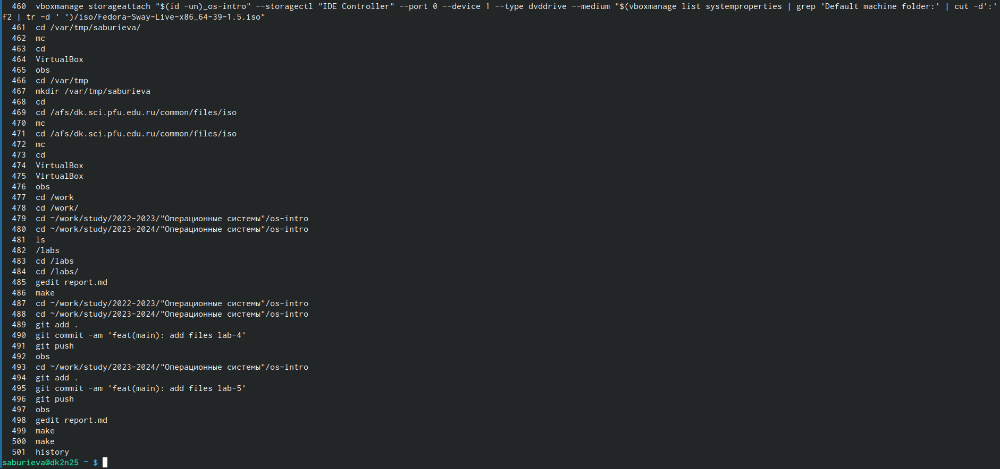 460  vboxmanage storageattach "$(id -un)_os-intro" --storagectl "IDE Controller" --port 0 --device 1 --type dvddrive --medium "$(vboxmanage list systemproperties | grep 'Default machine folder:' | cut -d':'
f2 | tr -d ' ')/iso/Fedora-Sway-Live-x86_64-39-1.5.iso"
461  cd /var/tmp/saburieva/
462  mc
463  cd
464  VirtualBox
465  obs
466  cd /var/tmp
467  mkdir /var/tmp/saburieva
468  cd
469  cd /afs/dk.sci.pfu.edu.ru/common/files/iso
470  mc
471  cd /afs/dk.sci.pfu.edu.ru/common/files/iso
472  mc
473  cd
474  VirtualBox
475  VirtualBox
476  obs
477  cd /work
478  cd /work/
479  cd ~/work/study/2022-2023/"Операционные системы"/os-intro
480  cd ~/work/study/2023-2024/"Операционные системы"/os-intro
481  ls
482  /labs
483  cd /labs
484  cd /labs/
485  gedit report.md
486  make
487  cd ~/work/study/2022-2023/"Операционные системы"/os-intro
488  cd ~/work/study/2023-2024/"Операционные системы"/os-intro
489  git add .
490  git commit -am 'feat(main): add files lab-4'
491  git push
492  obs
493  cd ~/work/study/2023-2024/"Операционные системы"/os-intro
494  git add .
495  git commit -am 'feat(main): add files lab-5'
496  git push
497  obs
498  gedit report.md
499  make
500  make
501  history
saburieva@dk2n25 ~ $